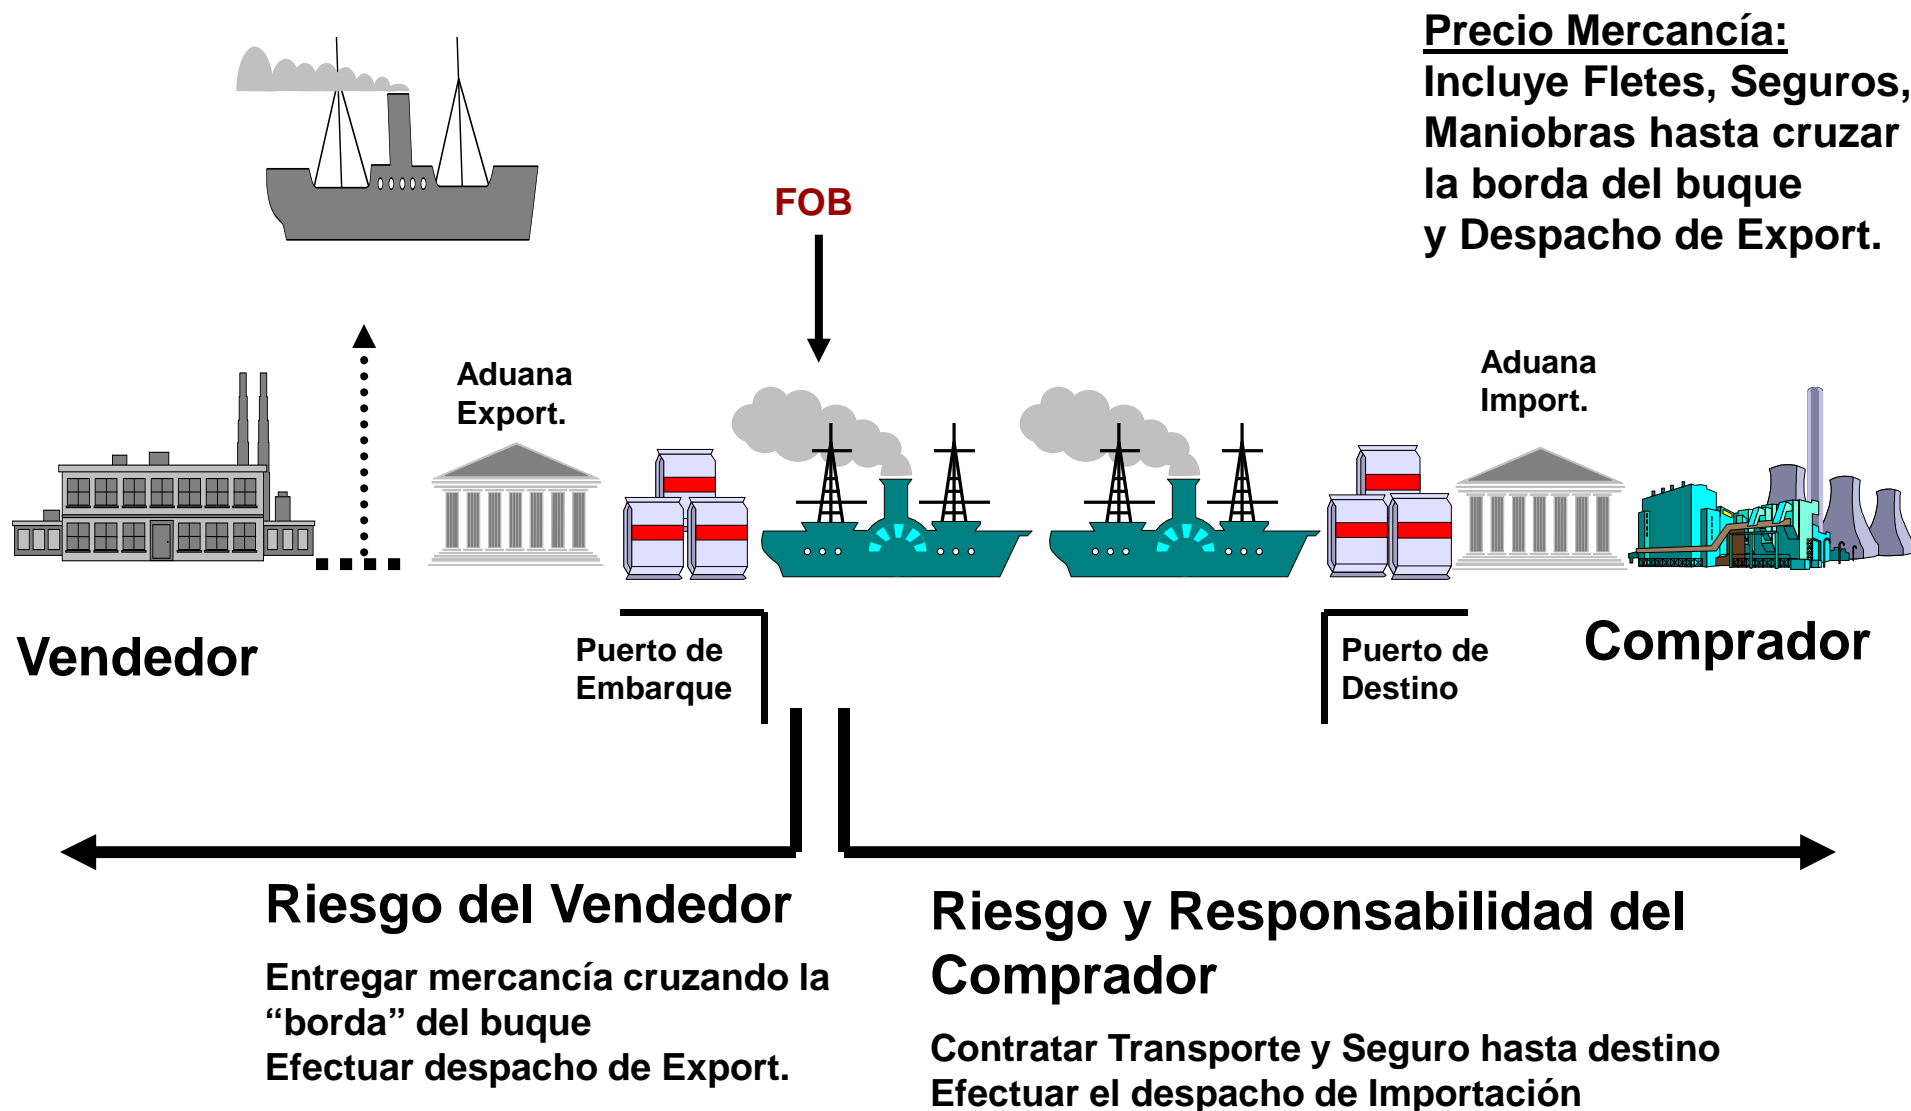 Precio Mercancía:
Incluye Fletes, Seguros,
Maniobras hasta cruzar
la borda del buque
y Despacho de Export.
FOB
Aduana
Export.
Aduana
Import.
Vendedor
Puerto de
Embarque
Puerto de
Destino
Comprador
Riesgo del Vendedor
Entregar mercancía cruzando la
“borda” del buque
Efectuar despacho de Export.
Riesgo y Responsabilidad del
Comprador
Contratar Transporte y Seguro hasta destino
Efectuar el despacho de Importación